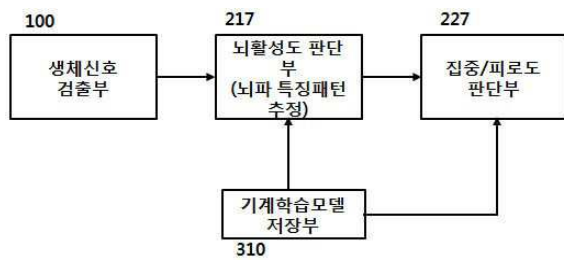 100
생체신호
검출부
217
뇌활성도 판단
부
(뇌파 특징패턴
추정)
227
집중/피로도
판단부
기계학습모델
저장부
310